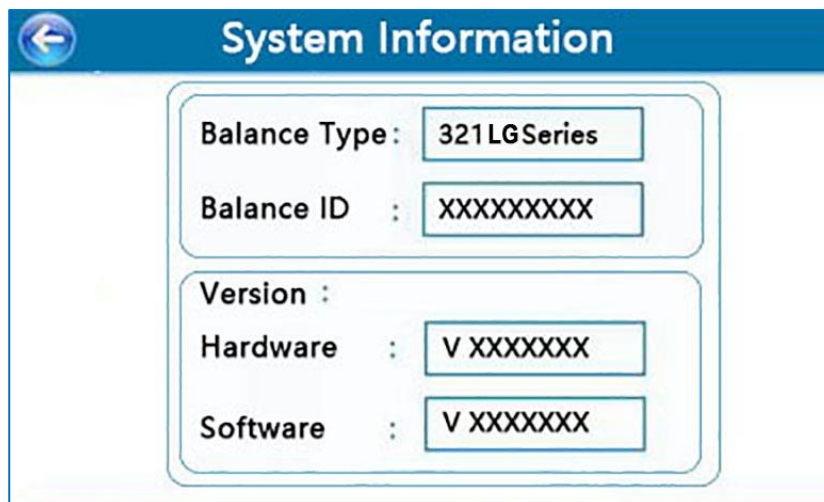 System Information
Balance Type : 321LGSeries
Balance ID : XXXXXXXXX
Version :
Hardware : V XXXXXXX
Software : V XXXXXXX